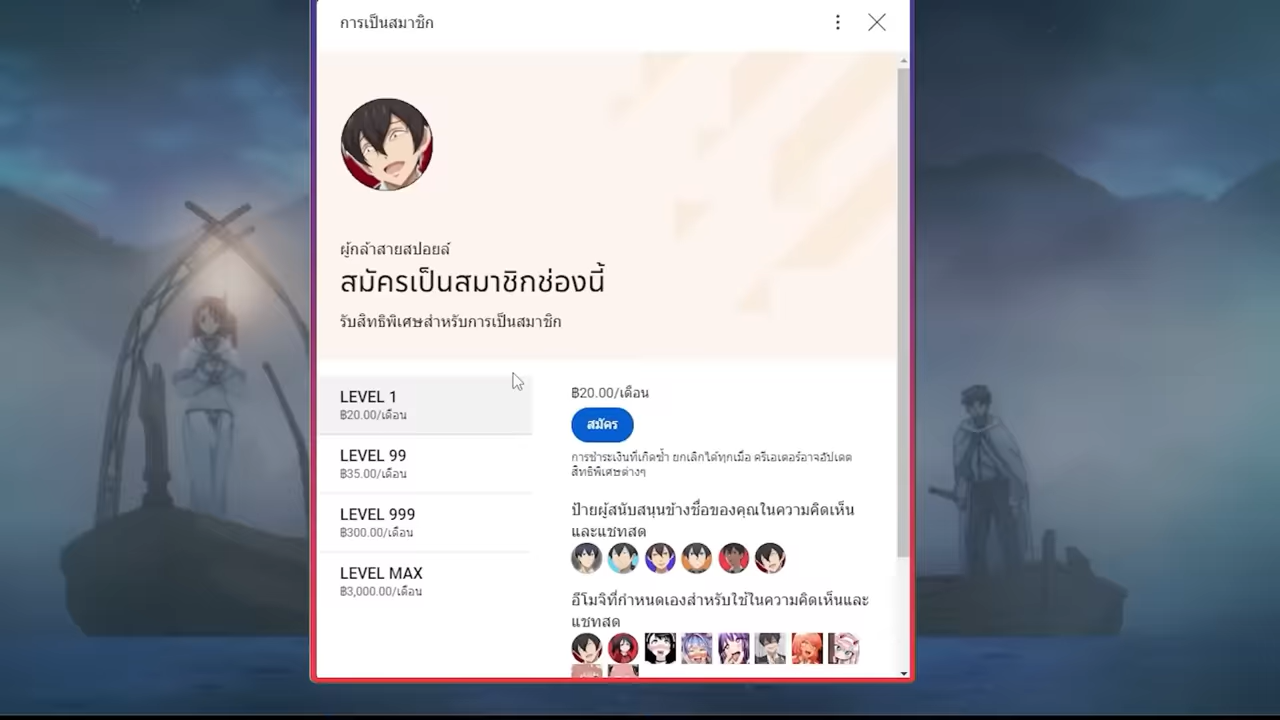 การเป็นสมาชิก
ผู้กล้าสายสปอยล์
สมัครเป็นสมาชิกช่องนี้
รับสิทธิพิเศษสำหรับการเป็นสมาชิก
LEVEL 1
฿20.00/เดือน
LEVEL 99
฿35.00/เดือน
LEVEL 999
฿300.00/เดือน
LEVEL MAX
฿3,000.00/เดือน
฿20.00/เดือน
สมัคร
การชำระเงินที่เกิดซ้ำ ยกเลิกได้ทุกเมื่อ ครีเอเตอร์อาจอัปเดต
สิทธิพิเศษต่างๆ
ป้ายผู้สนับสนุนข้างชื่อของคุณในความคิดเห็น
และแชทสด
อีโมจิที่กำหนดเองสำหรับใช้ในความคิดเห็นและ
แชทสด